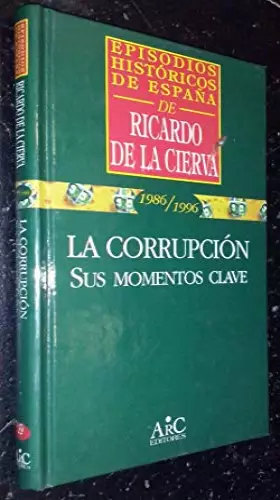 EPISODIOS
HISTÓRICOS
DE ESPAÑA
DE
RICARDO
DE LA CIERVA
1986/1996
LA CORRUPCIÓN
SUS MOMENTOS CLAVE
ARC
EDITORES
RICARDO DE LA CIERVA
LA CORRUPCIÓN
ARC